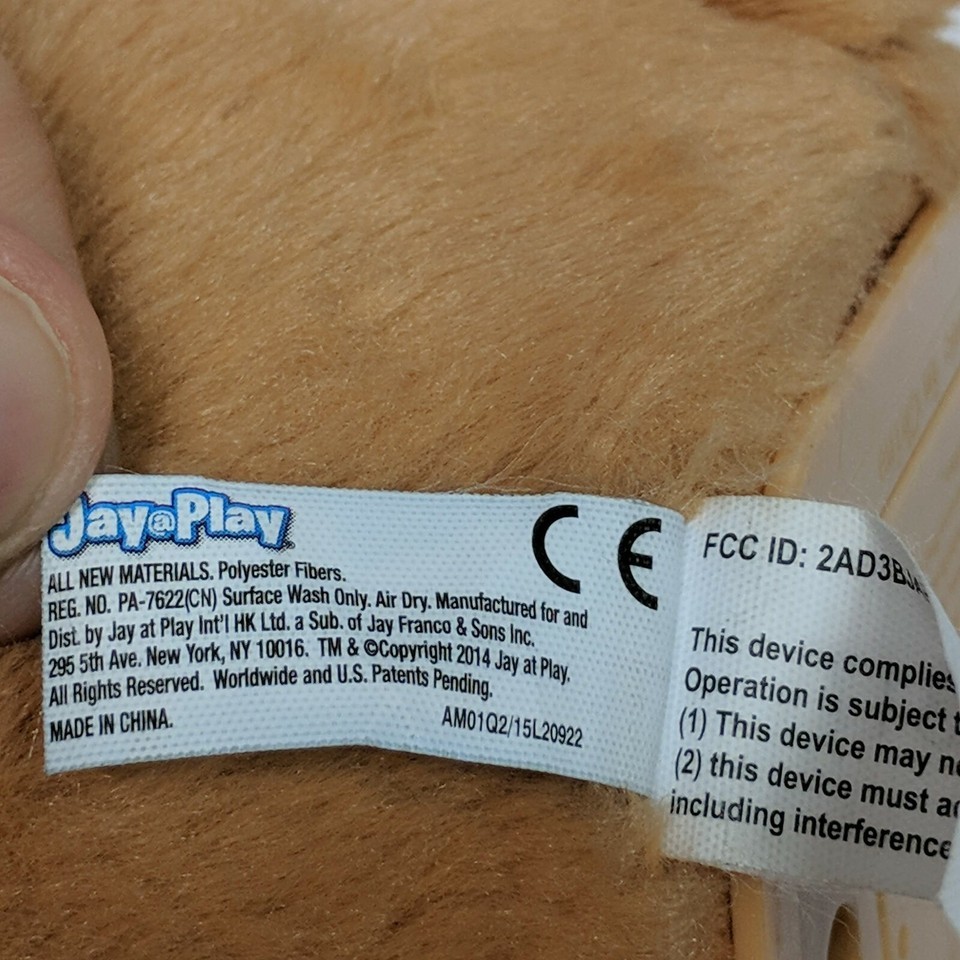 Jay@Play
CE
ALL NEW MATERIALS. Polyester Fibers.
REG. NO. PA-7622(CN) Surface Wash Only. Air Dry. Manufactured for and
Dist. by Jay at Play Int'l HK Ltd. a Sub. of Jay Franco & Sons Inc.
295 5th Ave. New York, NY 10016. TM & ©Copyright 2014 Jay at Play.
All Rights Reserved. Worldwide and U.S. Patents Pending.
MADE IN CHINA.
AM01Q2/15L20922
FCC ID:
This device complies
Operation is subject
(1) This device may
(2) this device must
including interference